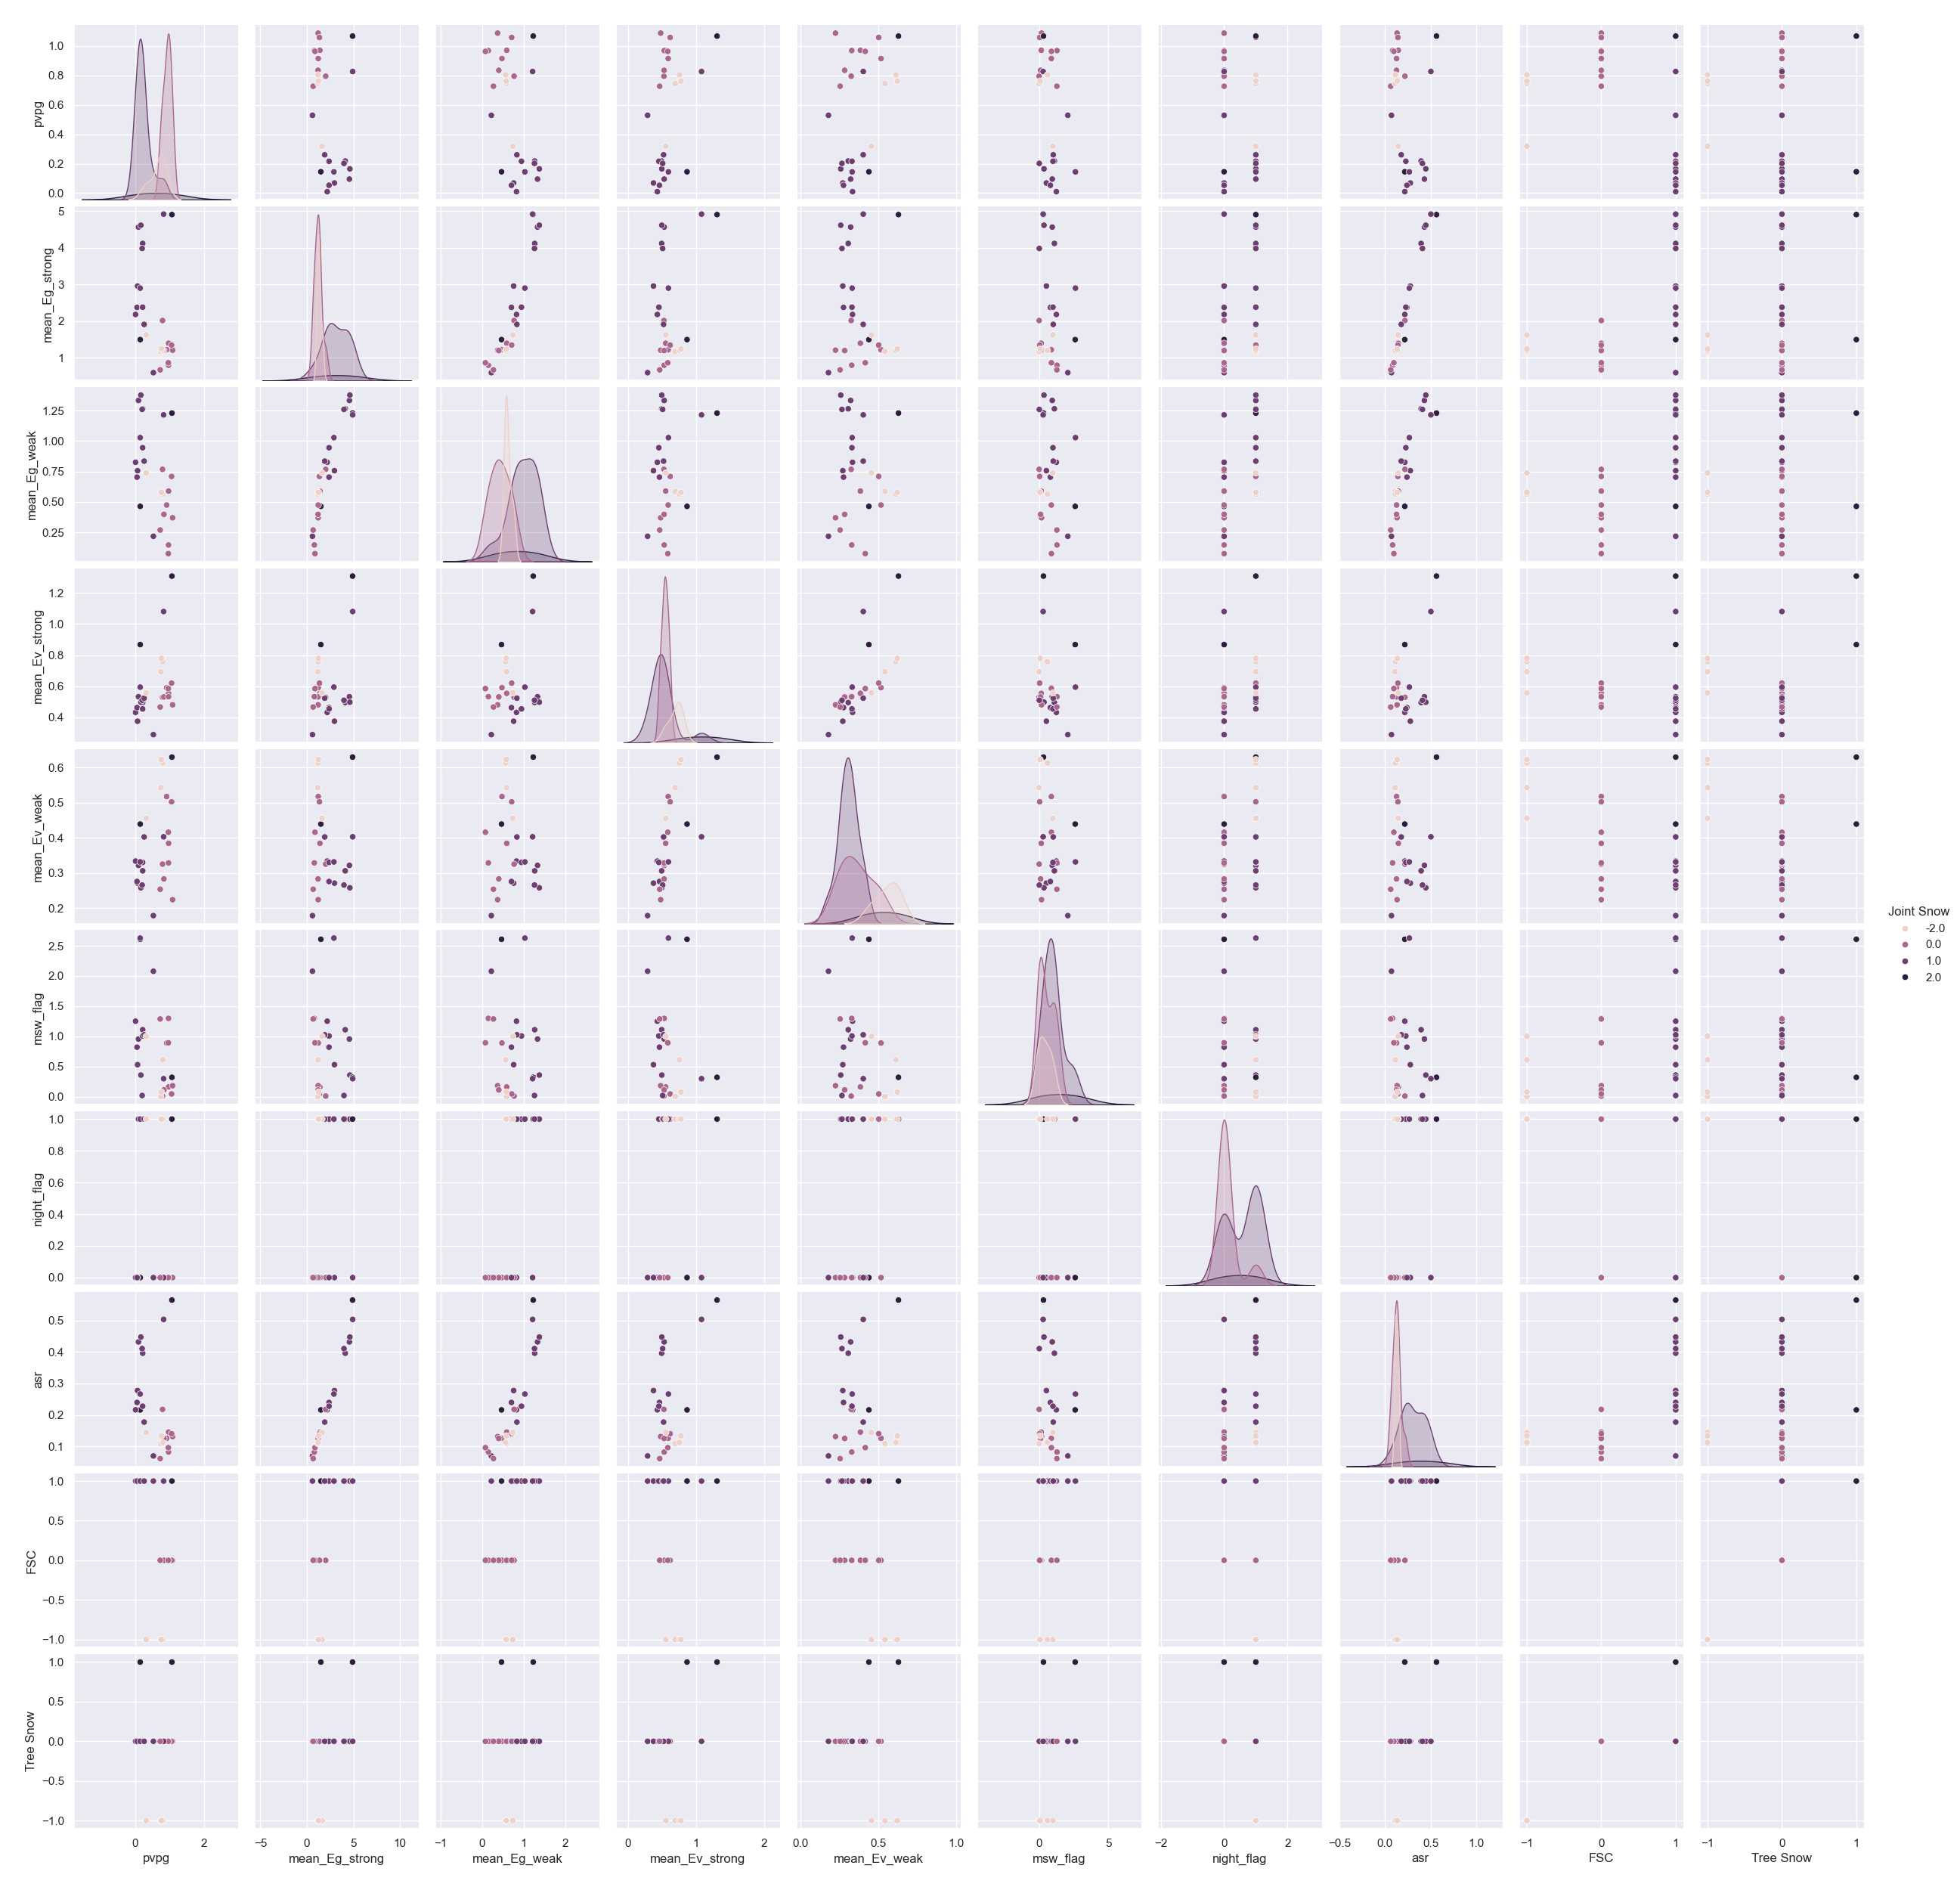 pvpg
1.0
0.8
0.6
0.4
0.2
0.0
mean_Eg_strong
5
4
3
2
1
mean_Eg_weak
1.25
1.00
0.75
0.50
0.25
mean_Ev_strong
1.2
1.0
0.8
0.6
0.4
mean_Ev_weak
0.6
0.5
0.4
0.3
0.2
Joint Snow
-2.0
0.0
1.0
2.0
msw_flag
2.5
2.0
1.5
1.0
0.5
0.0
night_flag
1.0
0.8
0.6
0.4
0.2
0.0
asr
0.5
0.4
0.3
0.2
0.1
FSC
1.0
0.5
0.0
−0.5
−1.0
Tree Snow
1.0
0.5
0.0
−0.5
−1.0
0 2
−5 0 5 10
−1 0 1 2
0 1 2
0.0 0.5 1.0
0 5
−2 0 2
−0.5 0.0 0.5 1.0
−1 0 1
−1 0 1
pvpg mean_Eg_strong mean_Eg_weak mean_Ev_strong mean_Ev_weak msw_flag night_flag asr FSC Tree Snow